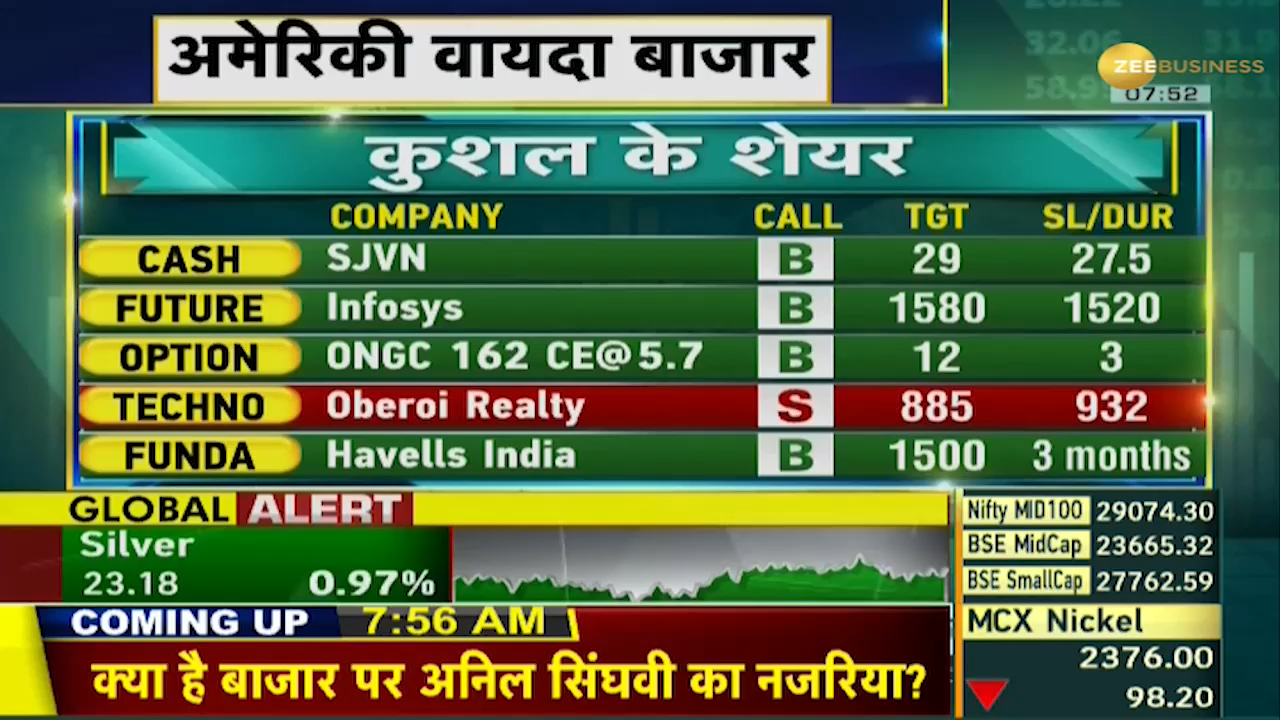 अमेरिकी वायदा बाजार
ZEEBUSINESS
07:52
कुशल के शेयर
COMPANY CALL TGT SL/DUR
CASH SJVN B 29 27.5
FUTURE Infosys B 1580 1520
OPTION ONGC 162 CE@5.7 B 12 3
TECHNO Oberoi Realty S 885 932
FUNDA Havells India B 1500 3 months
GLOBAL ALERT
Silver
23.18 0.97%
Nifty MID100 29074.30
BSE MidCap 23665.32
BSE SmallCap 27762.59
MCX Nickel
2376.00
98.20
COMING UP 7:56 AM
क्या है बाजार पर अनिल सिंघवी का नजरिया?